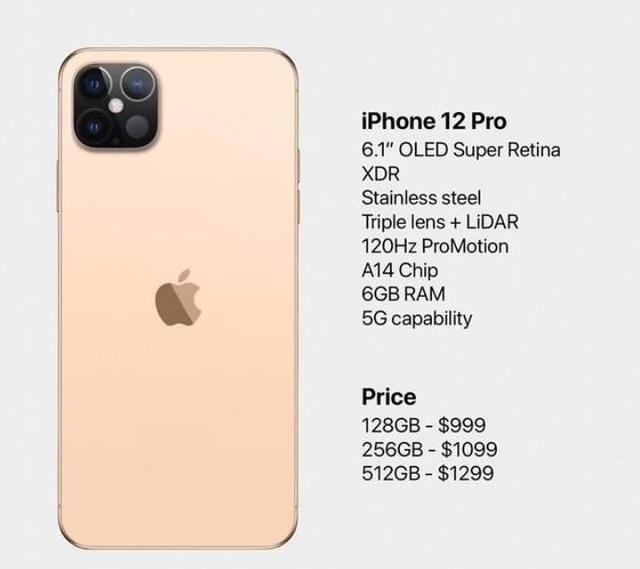 iPhone 12 Pro
6.1” OLED Super Retina
XDR
Stainless steel
Triple lens + LiDAR
120Hz ProMotion
A14 Chip
6GB RAM
5G capability
Price
128GB - $999
256GB - $1099
512GB - $1299